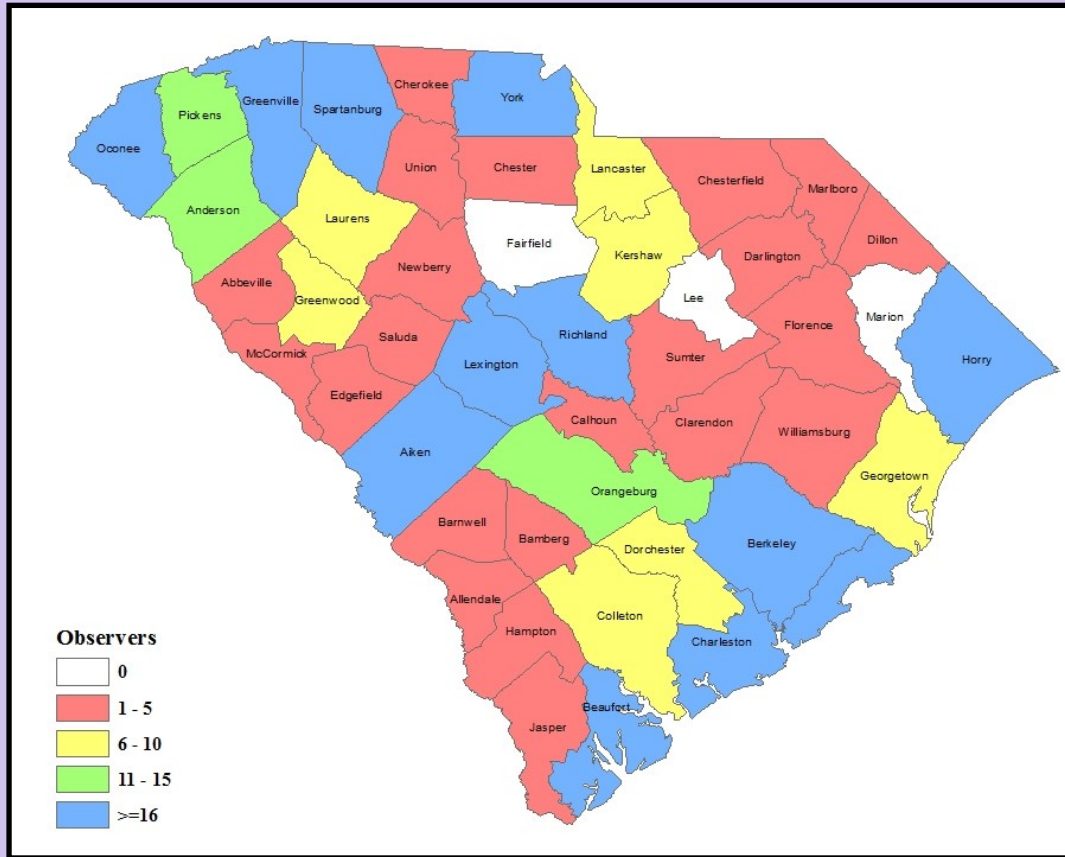 Cherokee
York
Greenville
Spartanburg
Pickens
Oconee
Union
Chester
Lancaster
Chesterfield
Marlboro
Anderson
Laurens
Fairfield
Dillon
Kershaw
Darlington
Newberry
Abbeville
Greenwood
Lee
Marion
Florence
Saluda
Richland
McCormick
Sumter
Horry
Lexington
Edgefield
Calhoun
Clarendon
Williamsburg
Aiken
Georgetown
Orangeburg
Barnwell
Bamberg
Dorchester
Berkeley
Allendale
Colleton
Hampton
Charleston
Beaufort
Jasper
Observers
0
1 - 5
6 - 10
11 - 15
>=16